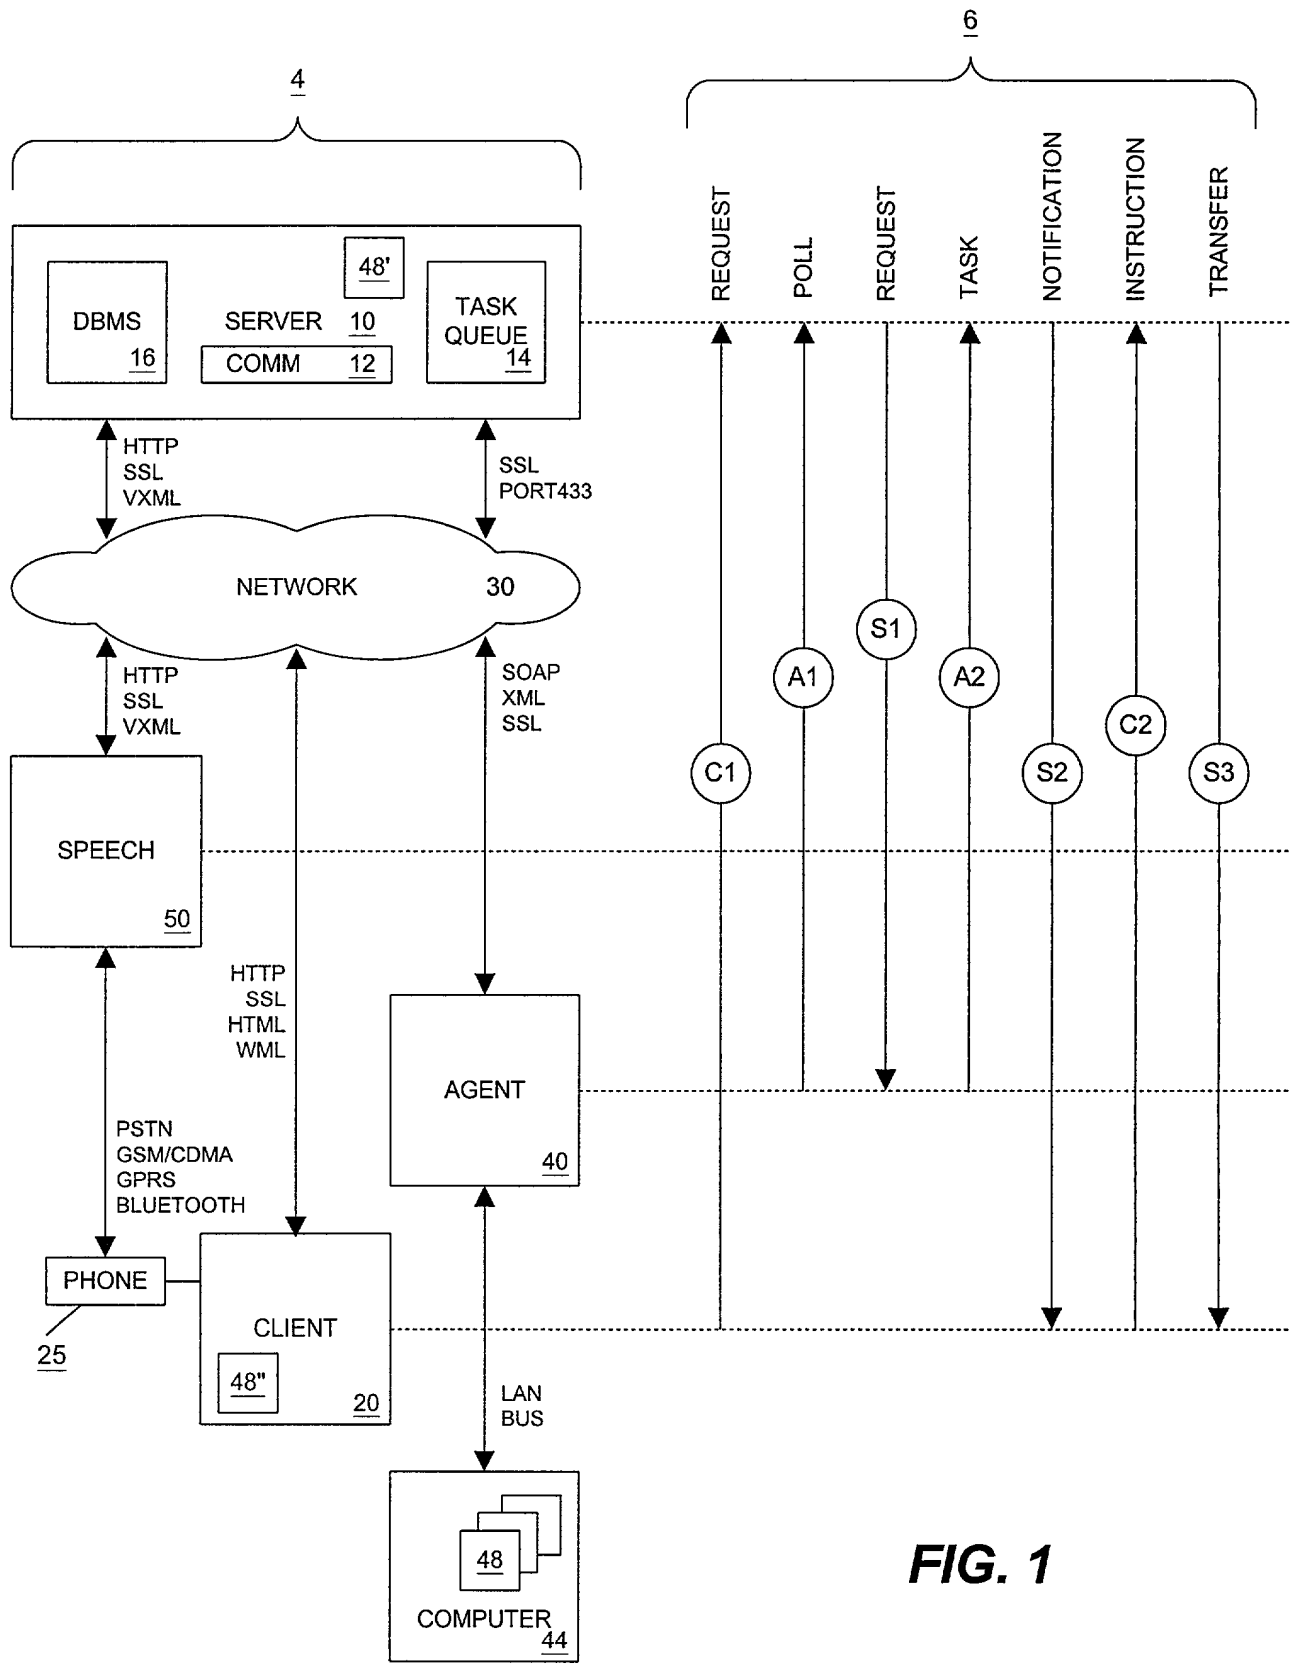 6
4
REQUEST
POLL
REQUEST
TASK
NOTIFICATION
INSTRUCTION
TRANSFER
48'
DBMS
16
SERVER 10
COMM 12
TASK
QUEUE
14
HTTP
SSL
VXML
SSL
PORT433
NETWORK 30
HTTP
SSL
VXML
SOAP
XML
SSL
S1
A1
A2
C2
C1
S2
S3
SPEECH
50
HTTP
SSL
HTML
WML
AGENT
40
PSTN
GSM/CDMA
GPRS
BLUETOOTH
PHONE
25
CLIENT
48"
20
LAN
BUS
48
COMPUTER
44
FIG. 1